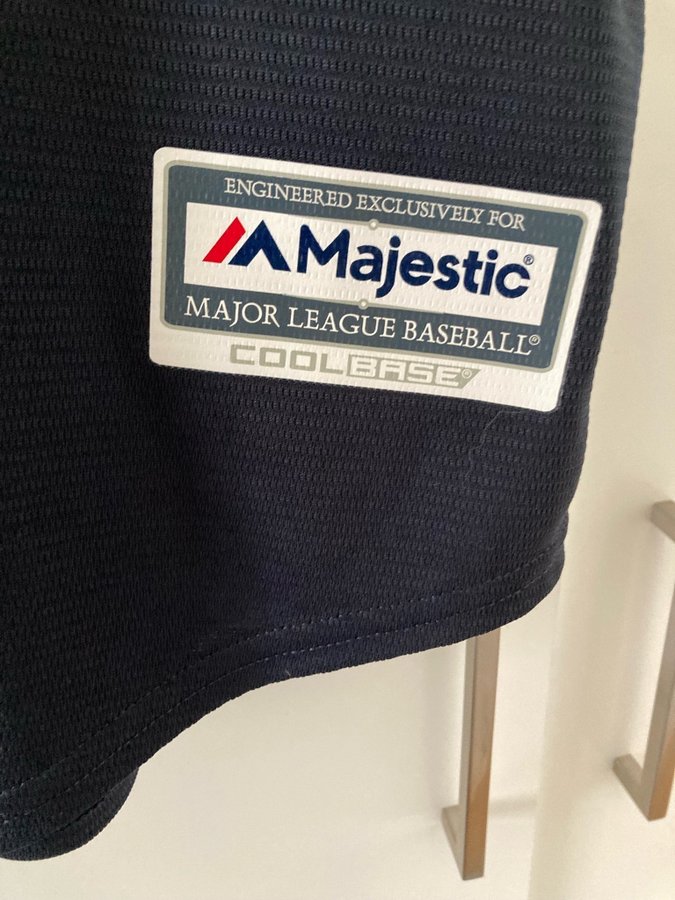 ENGINEERED EXCLUSIVELY FOR
Majestic®
MAJOR LEAGUE BASEBALL®
COOLBASE®